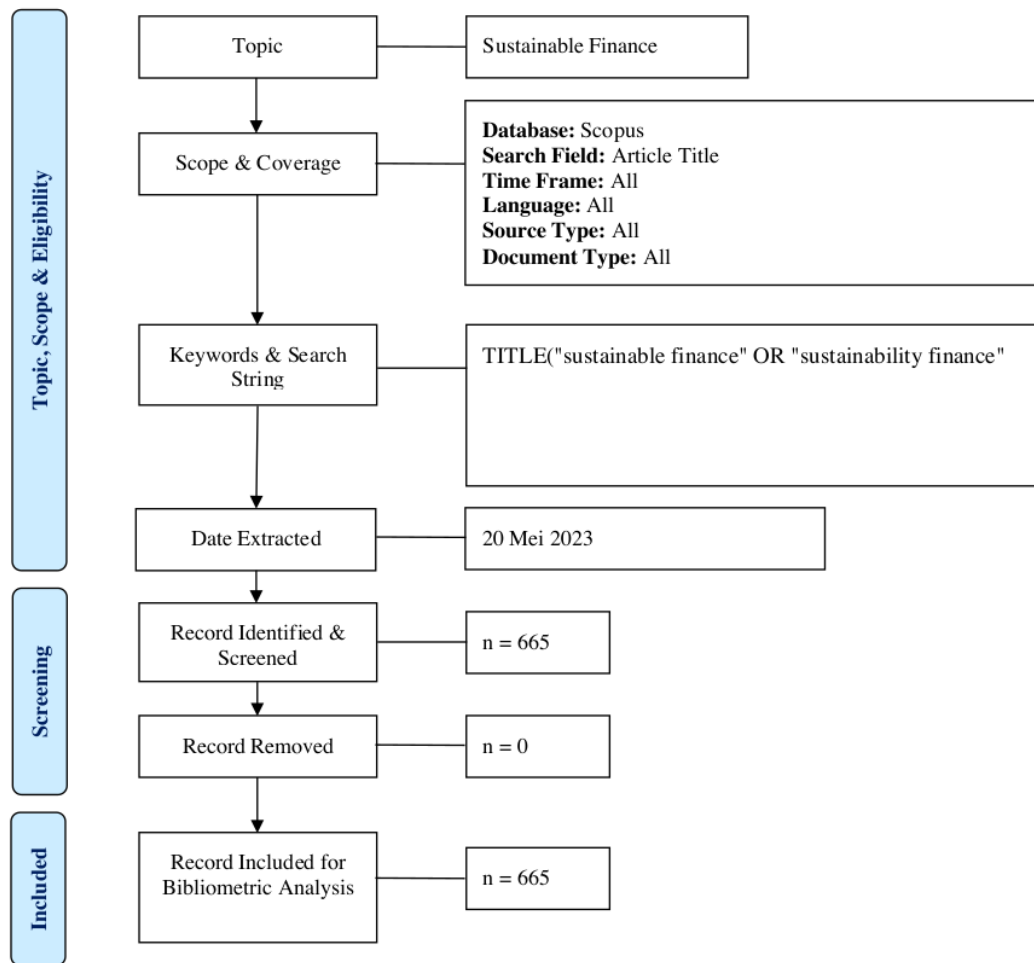 Topic, Scope & Eligibility
Topic
Sustainable Finance
Scope & Coverage
Database: Scopus
Search Field: Article Title
Time Frame: All
Language: All
Source Type: All
Document Type: All
Keywords & Search
String
TITLE("sustainable finance" OR "sustainability finance"
Date Extracted
20 Mei 2023
Screening
Record Identified &
Screened
n = 665
Record Removed
n = 0
Included
Record Included for
Bibliometric Analysis
n = 665